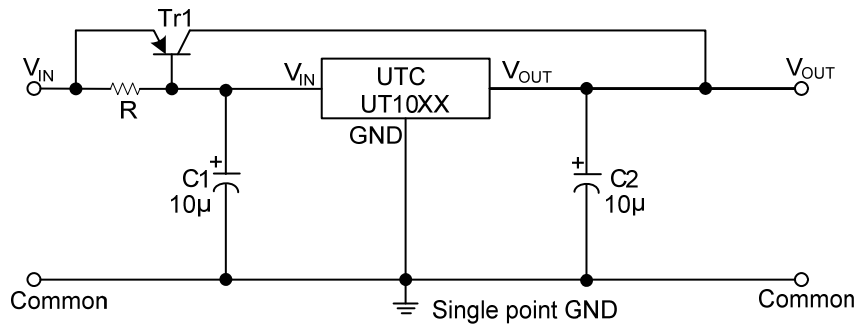 Tr1
VIN
VIN
UTC
VOUT
VOUT
R
UT10XX
GND
C1
10μ
+
C2
10μ
+
Common
Single point GND
Common